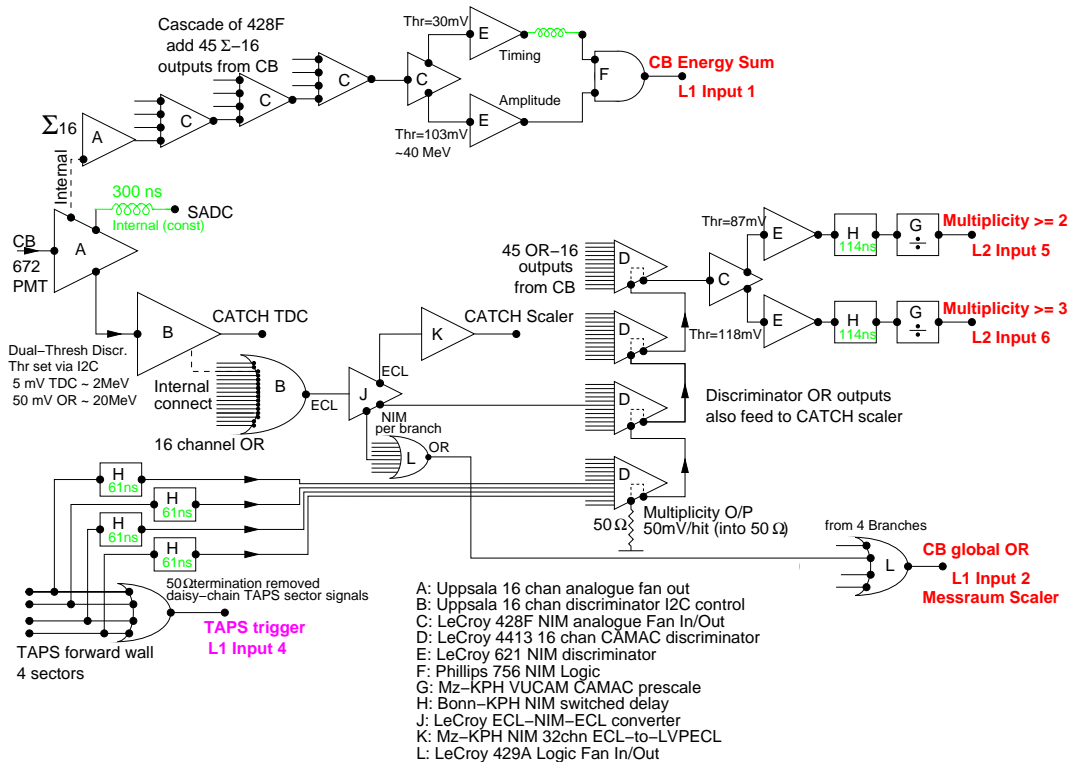 Cascade of 428F
add 45 Σ−16
outputs from CB
Thr=30mV
E
Timing
F
CB Energy Sum
L1 Input 1
C
C
C
C
Σ16
A
E
Amplitude
Thr=103mV
~40 MeV
Internal
300 ns
SADC
Internal (const)
CB
672
PMT
A
45 OR−16
outputs
from CB
D
Thr=87mV
E
H
114ns
G
÷
Multiplicity >= 2
L2 Input 5
C
Thr=118mV
E
H
114ns
G
÷
Multiplicity >= 3
L2 Input 6
B
CATCH TDC
K
CATCH Scaler
D
Dual−Thresh Discr.
Thr set via I2C
5 mV TDC ~ 2MeV
50 mV OR ~ 20MeV
Internal
connect
B
16 channel OR
ECL
ECL
J
NIM
per branch
L
OR
D
Discriminator OR outputs
also feed to CATCH scaler
D
50Ω
Multiplicity O/P
50mV/hit (into 50 Ω)
H
61ns
H
61ns
H
61ns
H
61ns
50Ωtermination removed
daisy−chain TAPS sector signals
TAPS trigger
L1 Input 4
TAPS forward wall
4 sectors
from 4 Branches
L
CB global OR
L1 Input 2
Messraum Scaler
A: Uppsala 16 chan analogue fan out
B: Uppsala 16 chan discriminator I2C control
C: LeCroy 428F NIM analogue Fan In/Out
D: LeCroy 4413 16 chan CAMAC discriminator
E: LeCroy 621 NIM discriminator
F: Phillips 756 NIM Logic
G: Mz−KPH VUCAM CAMAC prescale
H: Bonn−KPH NIM switched delay
J: LeCroy ECL−NIM−ECL converter
K: Mz−KPH NIM 32chn ECL−to−LVPECL
L: LeCroy 429A Logic Fan In/Out